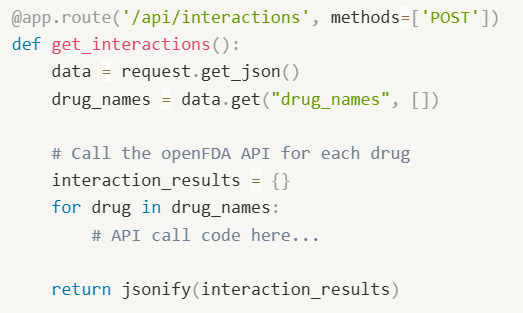 @app.route('/api/interactions', methods=['POST'])
def get_interactions():
    data = request.get_json()
    drug_names = data.get("drug_names", [])

    # Call the openFDA API for each drug
    interaction_results = {}
    for drug in drug_names:
        # API call code here...

    return jsonify(interaction_results)